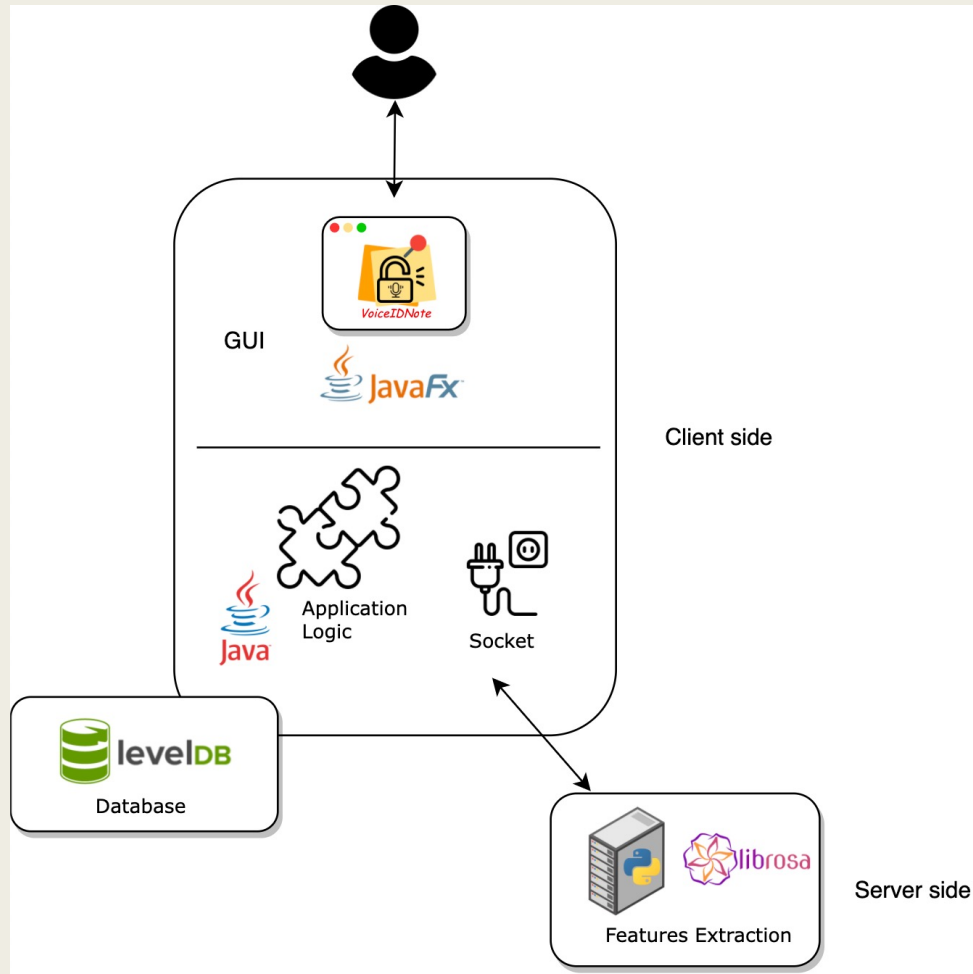 VoiceIDNote
GUI
JavaFx
Client side
Application
Logic
Java
Socket
levelDB
Database
librosa
Features Extraction
Server side